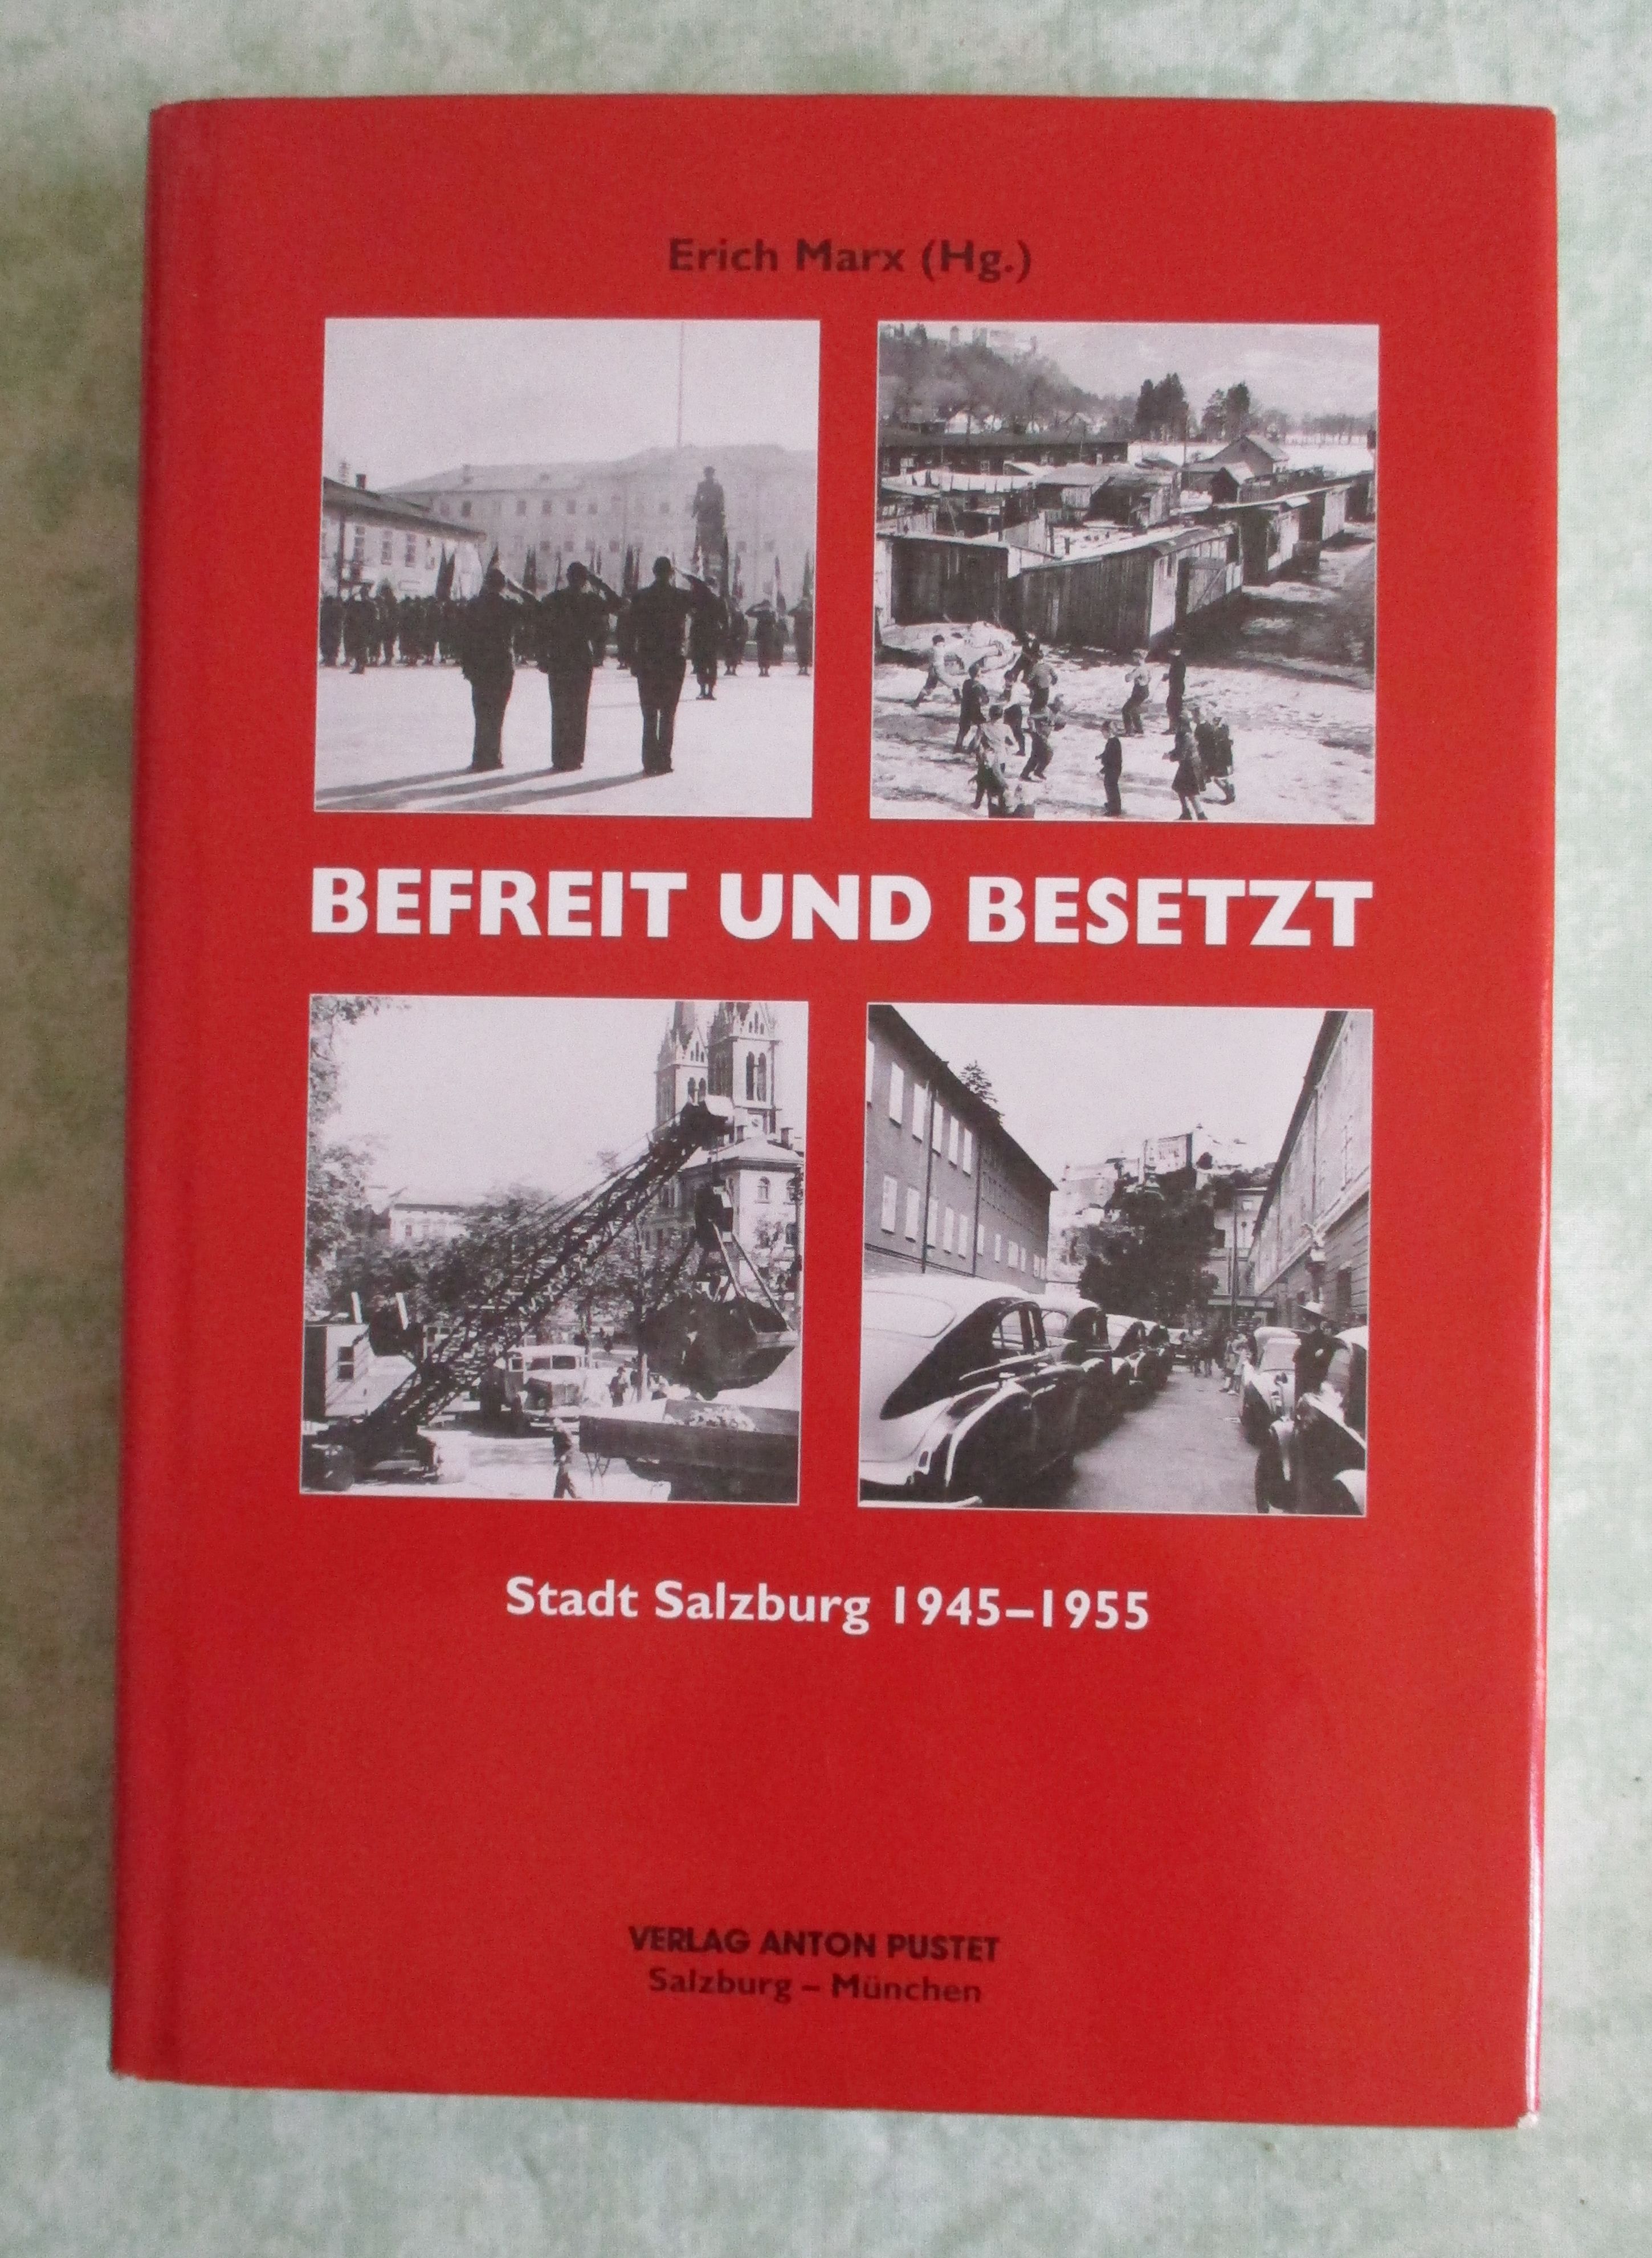 Erich Marx (Hg.)
BEFREIT UND BESETZT
Stadt Salzburg 1945–1955
VERLAG ANTON PUSTET
Salzburg – München